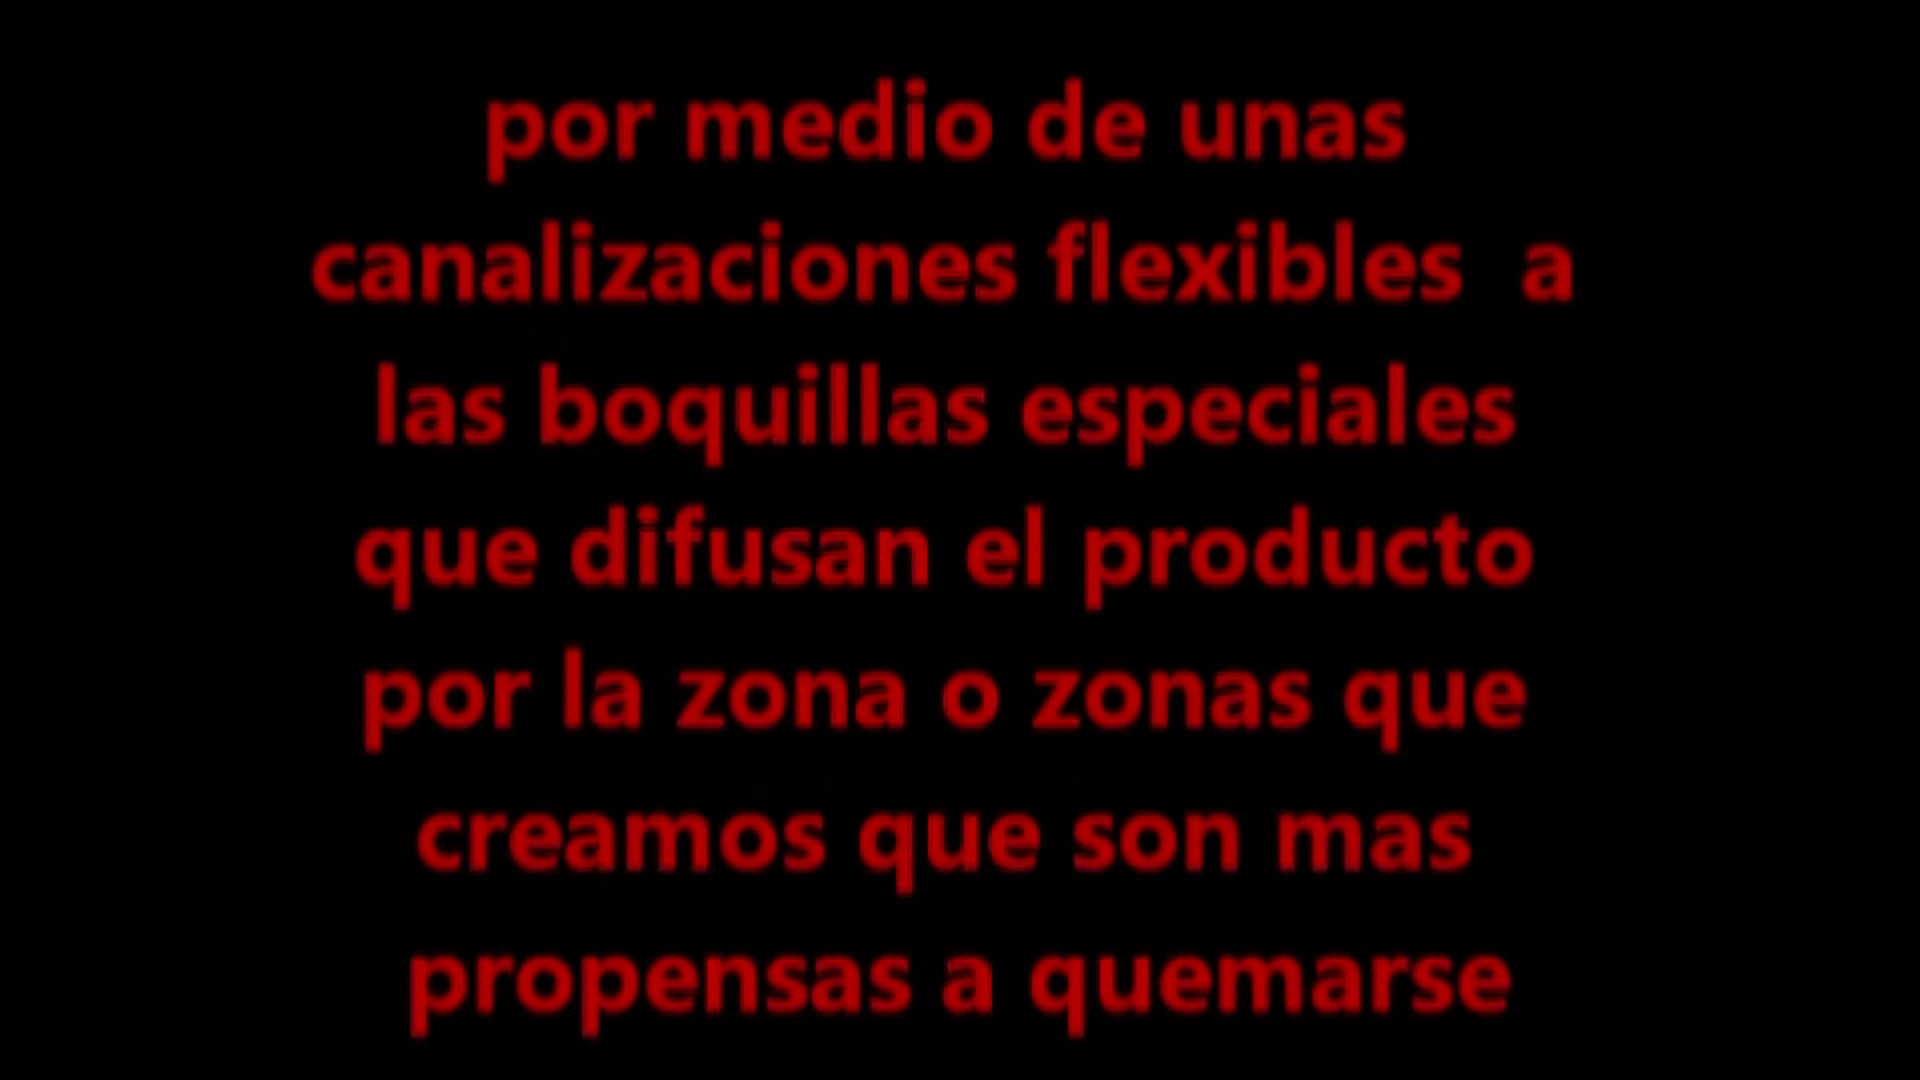 por medio de unas
canalizaciones flexibles  a
las boquillas especiales
que difusan el producto
por la zona o zonas que
creamos que son mas
propensas a quemarse